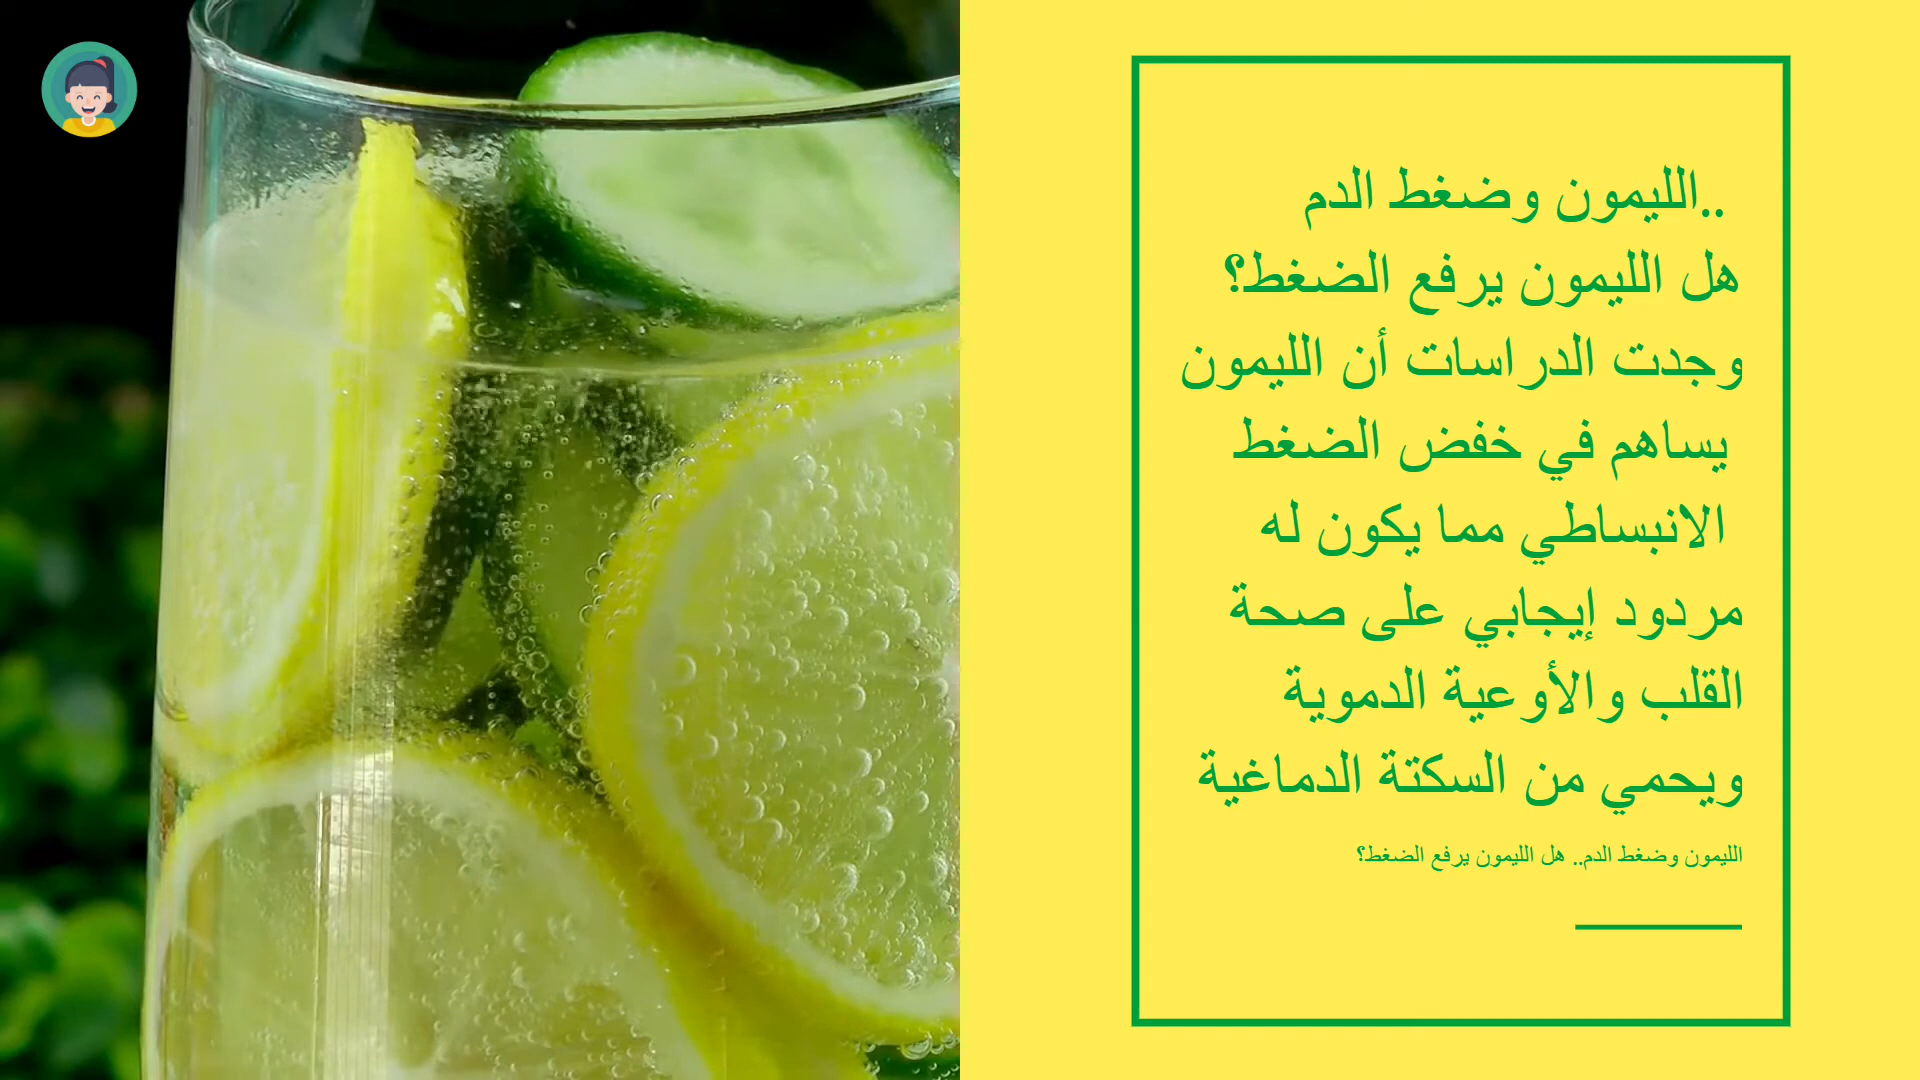 الليمون وضغط الدم..
هل الليمون يرفع الضغط؟
وجدت الدراسات أن الليمون
يساهم في خفض الضغط
الانبساطي مما يكون له
مردود إيجابي على صحة
القلب والأوعية الدموية
ويحمي من السكتة الدماغية
الليمون وضغط الدم.. هل الليمون يرفع الضغط؟